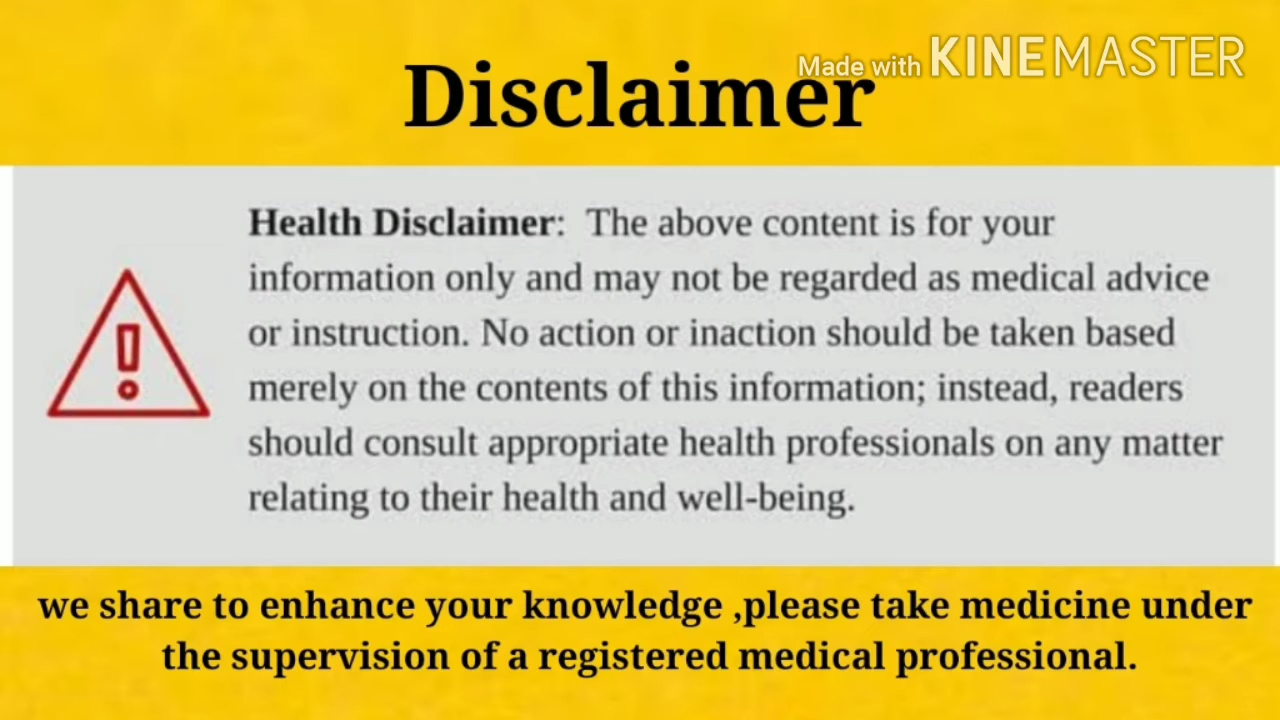 Made with KINEMASTER
Disclaimer
Health Disclaimer: The above content is for your
information only and may not be regarded as medical advice
or instruction. No action or inaction should be taken based
merely on the contents of this information; instead, readers
should consult appropriate health professionals on any matter
relating to their health and well-being.
we share to enhance your knowledge ,please take medicine under
the supervision of a registered medical professional.